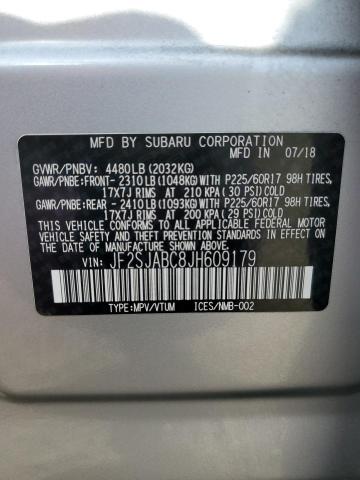 MFD BY SUBARU CORPORATION
MFD IN 07/18
GVWR/PNBV: 4480LB (2032KG)
GAWR/PNBE:FRONT- 2310LB (1048KG)WITH P225/60R17 98H TIRES,
17X7J RIMS AT 210 KPA(30 PSI) COLD
GAWR/PNBE:REAR - 2410LB (1093KG)WITH P225/60R17 98H TIRES,
17X7J RIMS AT 200 KPA(29 PSI) COLD
THIS VEHICLE CONFORMS TO ALL APPLICABLE U.S. FEDERAL
MOTOR VEHICLE SAFETY STANDARDS IN EFFECT ON
THE DATE OF MANUFACTURE SHOWN ABOVE.
VIN: JF2SJABC8JH609179
TYPE:MPV/VTUM ICES/NMB-002